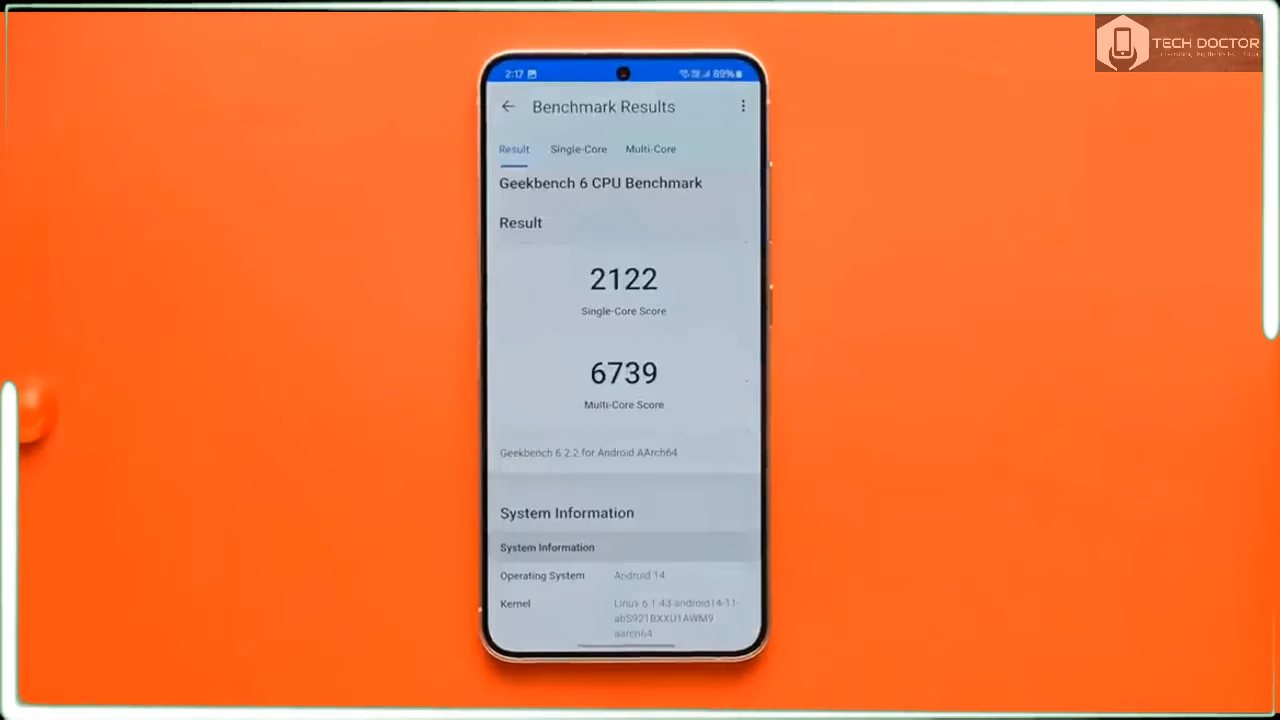 TECH DOCTOR
2:17
89%
Benchmark Results
Result Single-Core Multi-Core
Geekbench 6 CPU Benchmark
Result
2122
Single-Core Score
6739
Multi-Core Score
Geekbench 6 2.2 for Android AArch64
System Information
System Information
Operating System Android 14
Kernel Linux 6 1.43 android14-11
abS921BXXU1AWM9
aarch64